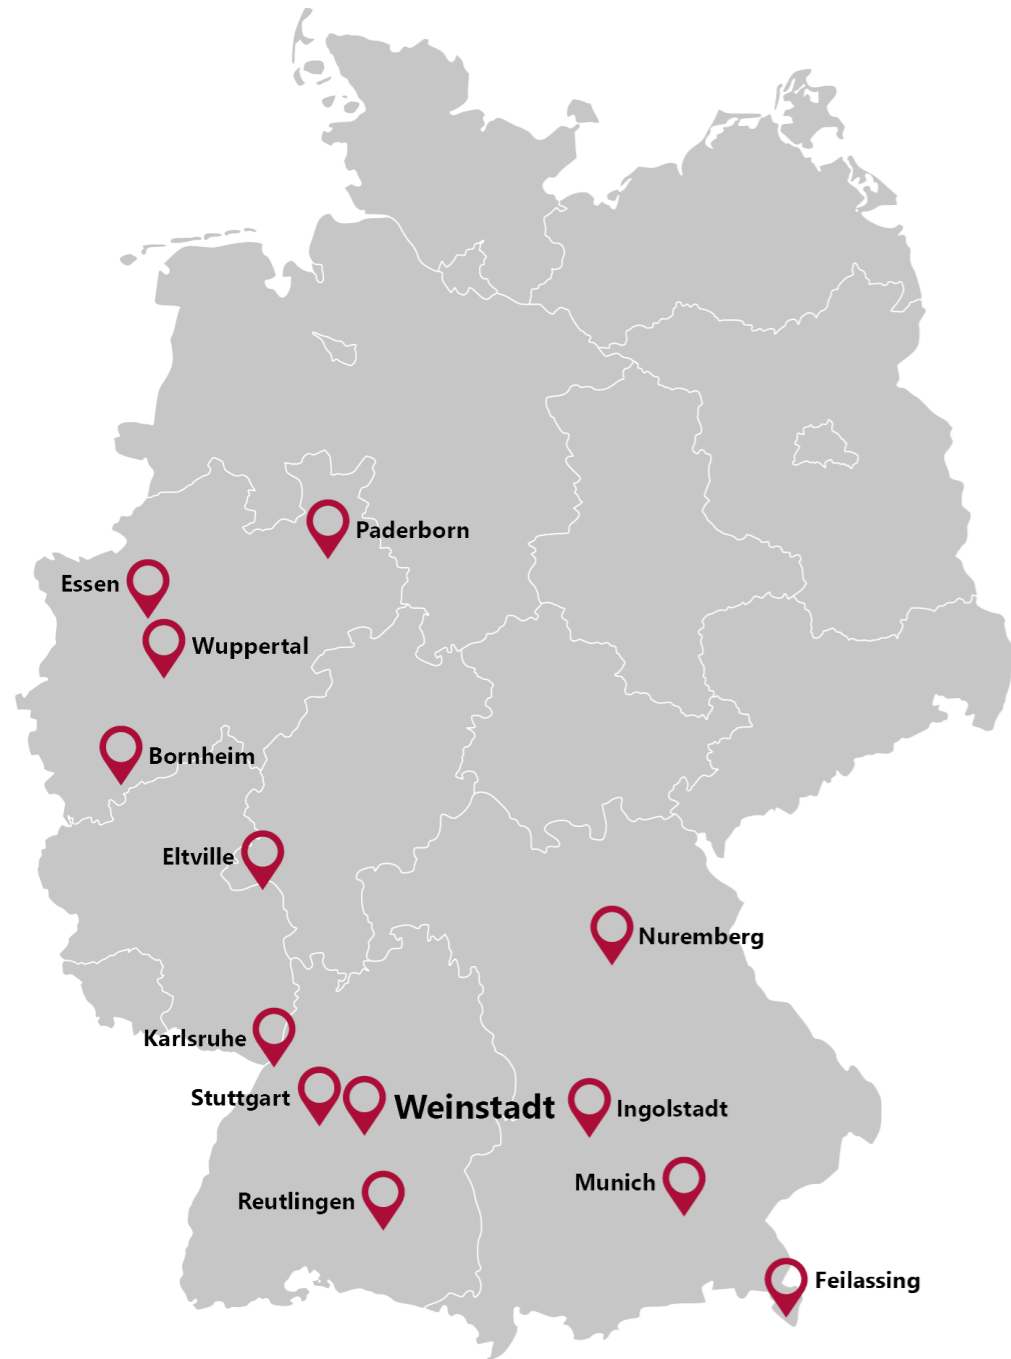 Paderborn
Essen
Wuppertal
Bornheim
Eltville
Nuremberg
Karlsruhe
Stuttgart
Weinstadt
Ingolstadt
Munich
Reutlingen
Feilassing